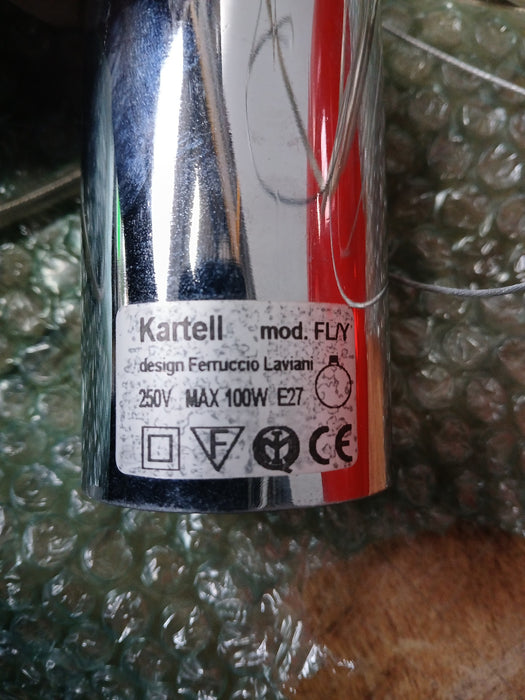 Kartell mod. FL/Y
design Ferruccio Laviani
250V MAX 100W E27
F CE